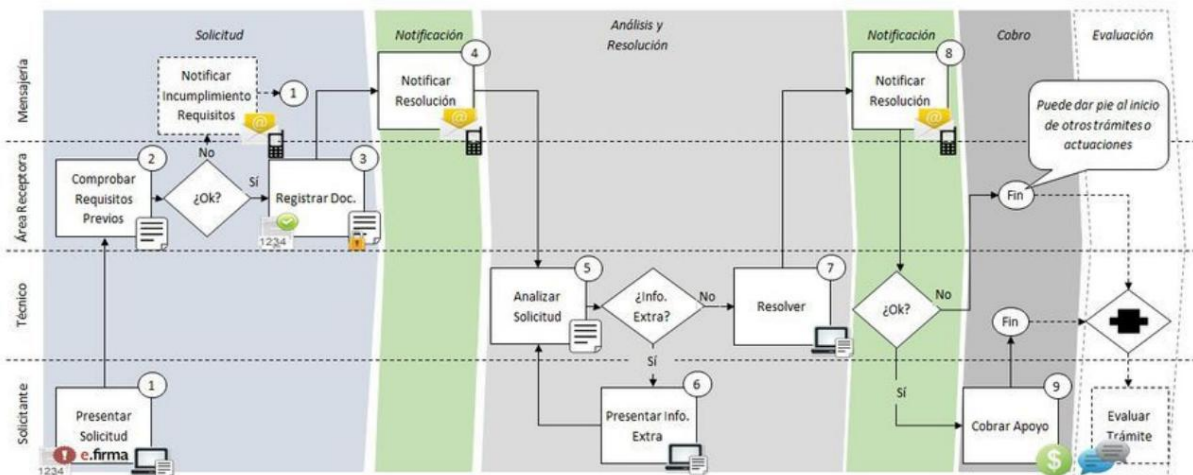 Solicitud
Notificación
Análisis y
Resolución
Notificación
Cobro
Evaluación
Mensajería
Notificar
Incumplimiento
Requisitos
1
4
Notificar
Resolución
8
Notificar
Resolución
Puede dar pie al inicio
de otros trámites o
actuaciones
Área Receptora
2
Comprobar
Requisitos
Previos
No
¿Ok?
Sí
3
Registrar Doc.
1234
Fin
Técnico
5
Analizar
Solicitud
¿Info.
Extra?
No
Sí
7
Resolver
¿Ok?
No
Sí
Fin
Solicitante
1
Presentar
Solicitud
1234
e.firma
6
Presentar Info.
Extra
9
Cobrar Apoyo
$
Evaluar
Trámite